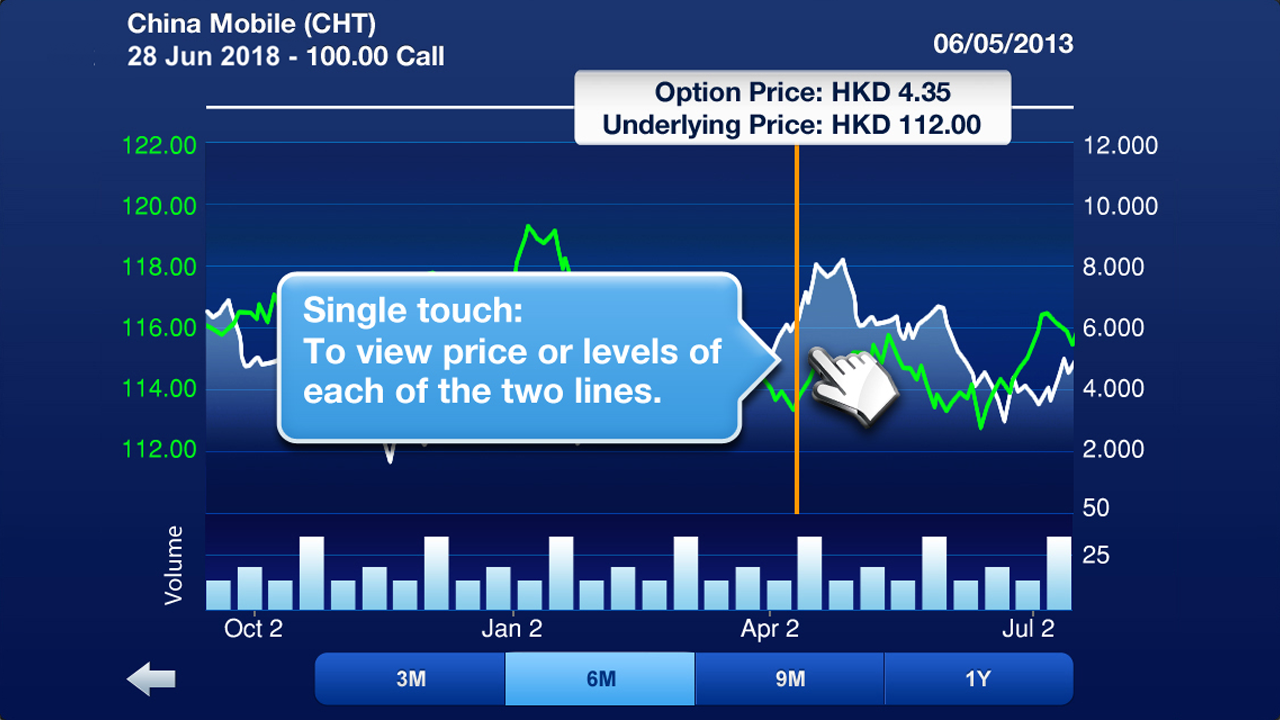 China Mobile (CHT)
28 Jun 2018 - 100.00 Call
06/05/2013
Option Price: HKD 4.35
Underlying Price: HKD 112.00
122.00
12.000
120.00
10.000
118.00
8.000
116.00
6.000
114.00
4.000
112.00
2.000
Single touch:
To view price or levels of
each of the two lines.
50
25
Volume
Oct 2
Jan 2
Apr 2
Jul 2
3M
6M
9M
1Y